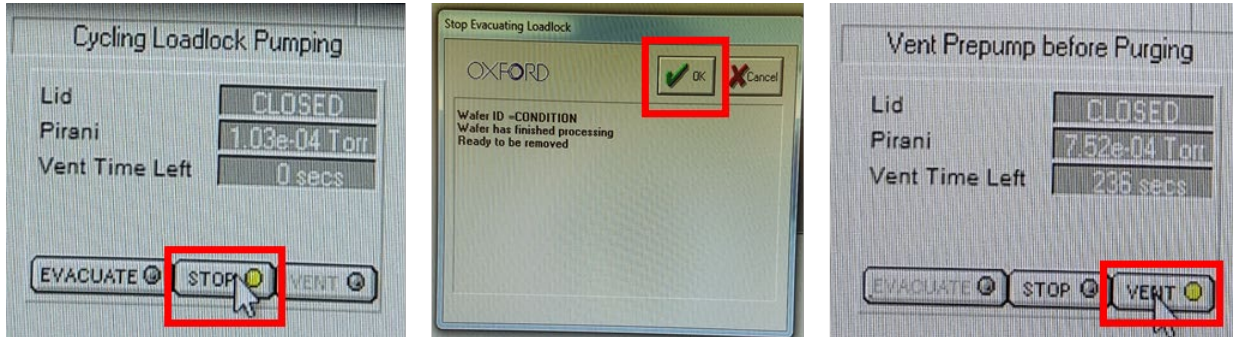 Cycling Loadlock Pumping
Lid CLOSED
Pirani 1.03e-04 Torr
Vent Time Left 0 secs
EVACUATE STOP VENT
Stop Evacuating Loadlock
OXFORD OK Cancel
Wafer ID =CONDITION
Wafer has finished processing
Ready to be removed
Vent Prepump before Purging
Lid CLOSED
Pirani 7.52e-04 Torr
Vent Time Left 236 secs
EVACUATE STOP VENT